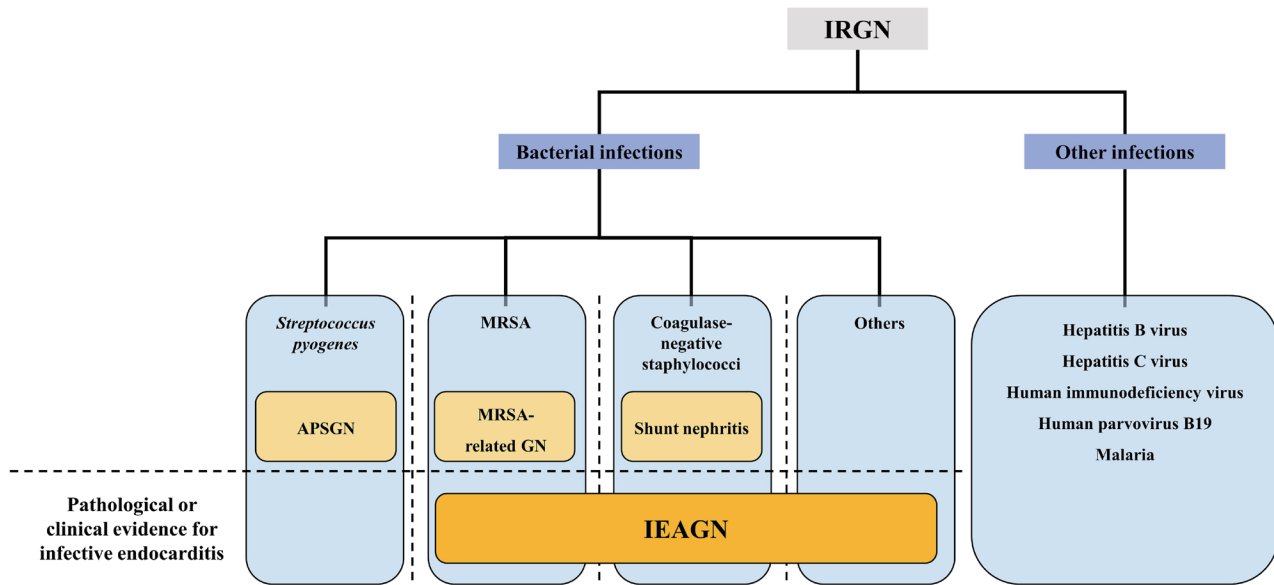 IRGN
Bacterial infections
Other infections
Streptococcus
pyogenes
APSGN
MRSA
MRSA-
related GN
Coagulase-
negative
staphylococci
Shunt nephritis
Others
Hepatitis B virus
Hepatitis C virus
Human immunodeficiency virus
Human parvovirus B19
Malaria
Pathological or
clinical evidence for
infective endocarditis
IEAGN